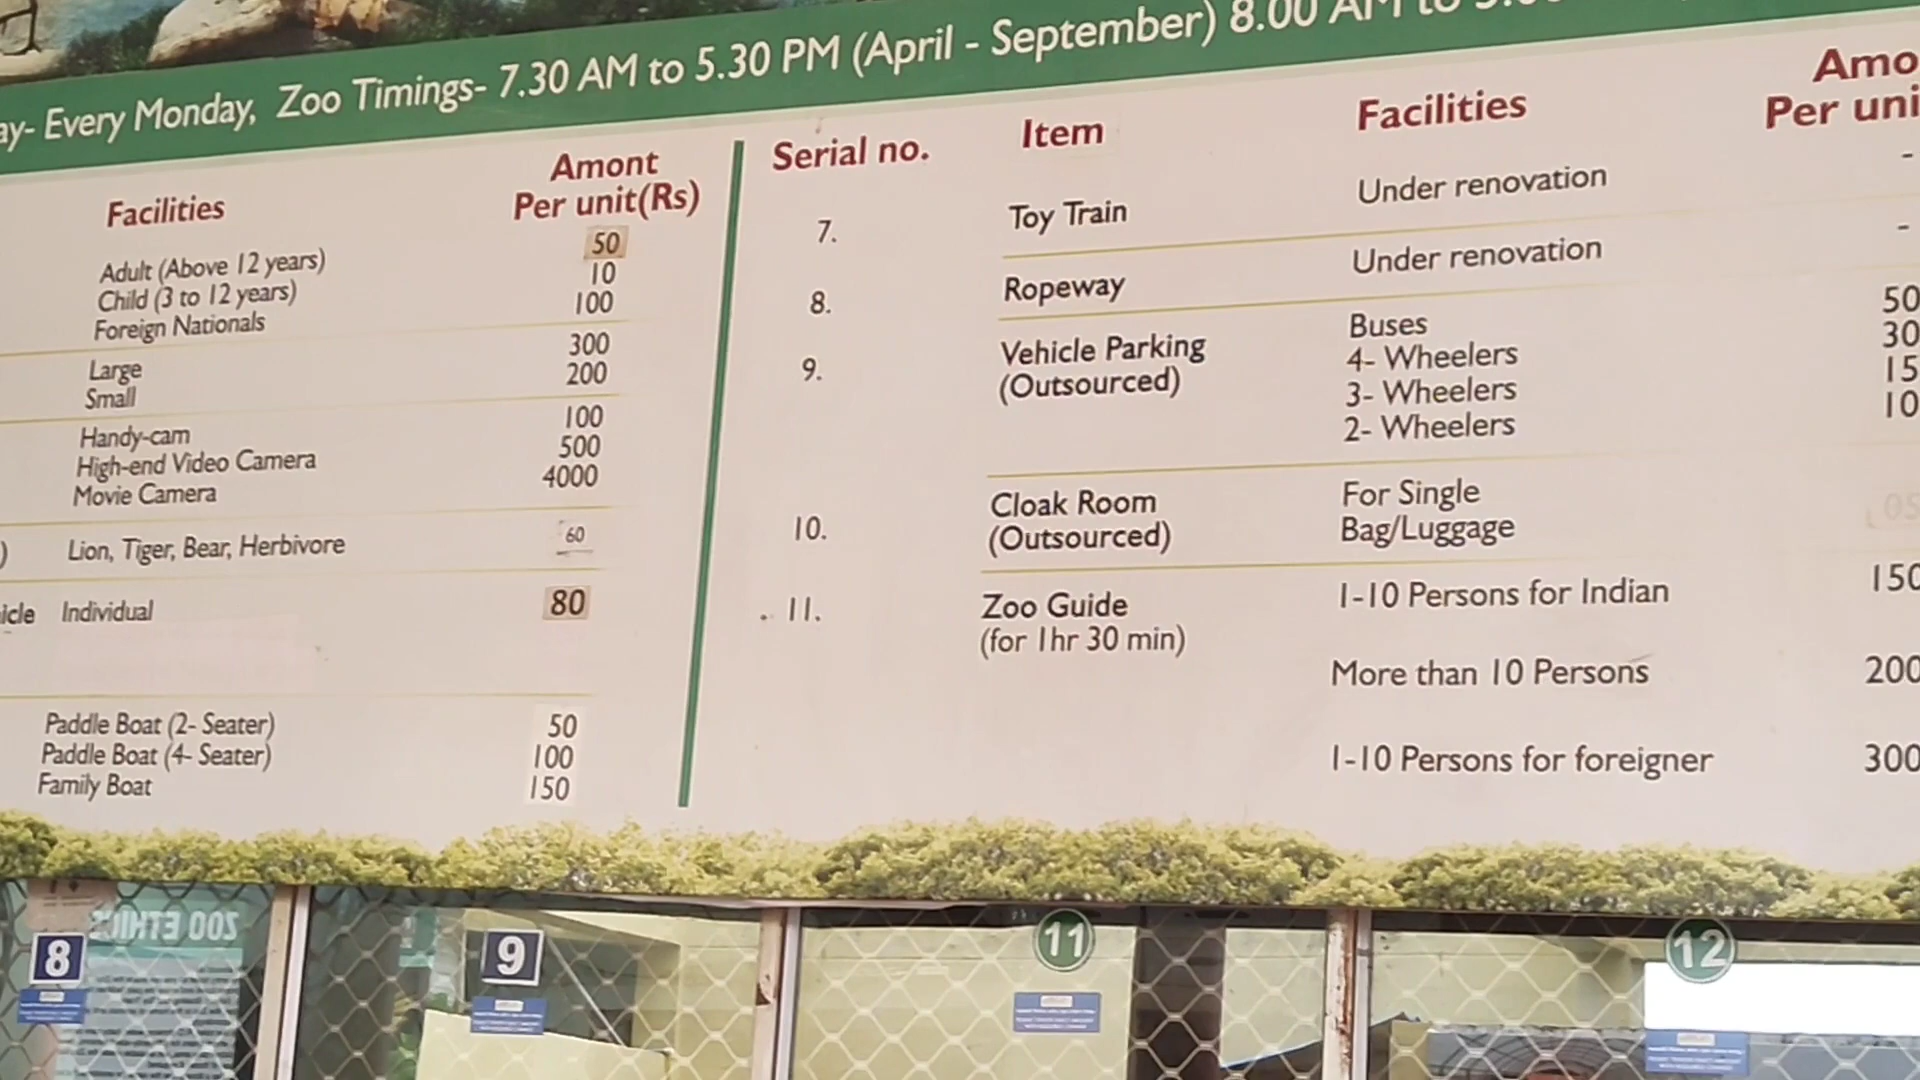 ay- Every Monday, Zoo Timings- 7.30 AM to 5.30 PM (April - September) 8.00 AM to
Facilities
Amont
Per unit(Rs)
Adult (Above 12 years) 50
Child (3 to 12 years) 10
Foreign Nationals 100
Large 300
Small 200
Handy-cam 100
High-end Video Camera 500
Movie Camera 4000
) Lion, Tiger, Bear, Herbivore 60
icle Individual 80
Paddle Boat (2- Seater) 50
Paddle Boat (4- Seater) 100
Family Boat 150
Serial no. Item Facilities Amo
Per uni
7. Toy Train Under renovation -
8. Ropeway Under renovation -
9. Vehicle Parking Buses 50
(Outsourced) 4- Wheelers 30
3- Wheelers 15
2- Wheelers 10
10. Cloak Room For Single
(Outsourced) Bag/Luggage
11. Zoo Guide 1-10 Persons for Indian 150
(for 1hr 30 min)
More than 10 Persons 200
1-10 Persons for foreigner 300
ZOO ETHICS
8
9
11
12